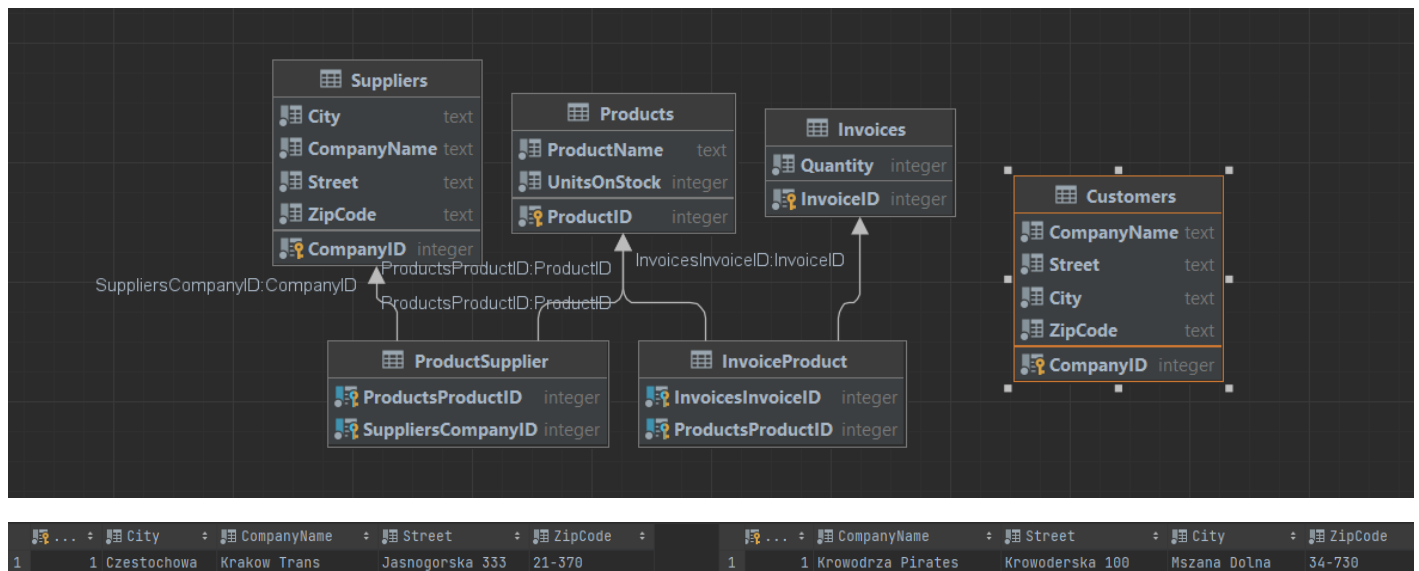 Suppliers
City text
CompanyName text
Street text
ZipCode text
CompanyID integer
Products
ProductName text
UnitsOnStock integer
ProductID integer
Invoices
Quantity integer
InvoiceID integer
Customers
CompanyName text
Street text
City text
ZipCode text
CompanyID integer
SuppliersCompanyID:CompanyID
ProductsProductID:ProductID
ProductsProductID:ProductID
InvoicesInvoiceID:InvoiceID
ProductSupplier
ProductsProductID integer
SuppliersCompanyID integer
InvoiceProduct
InvoicesInvoiceID integer
ProductsProductID integer
... City CompanyName Street ZipCode
1 1 Czestochowa Krakow Trans Jasnogorska 333 21-370
... CompanyName Street City ZipCode
1 1 Krowodrza Pirates Krowoderska 100 Mszana Dolna 34-730